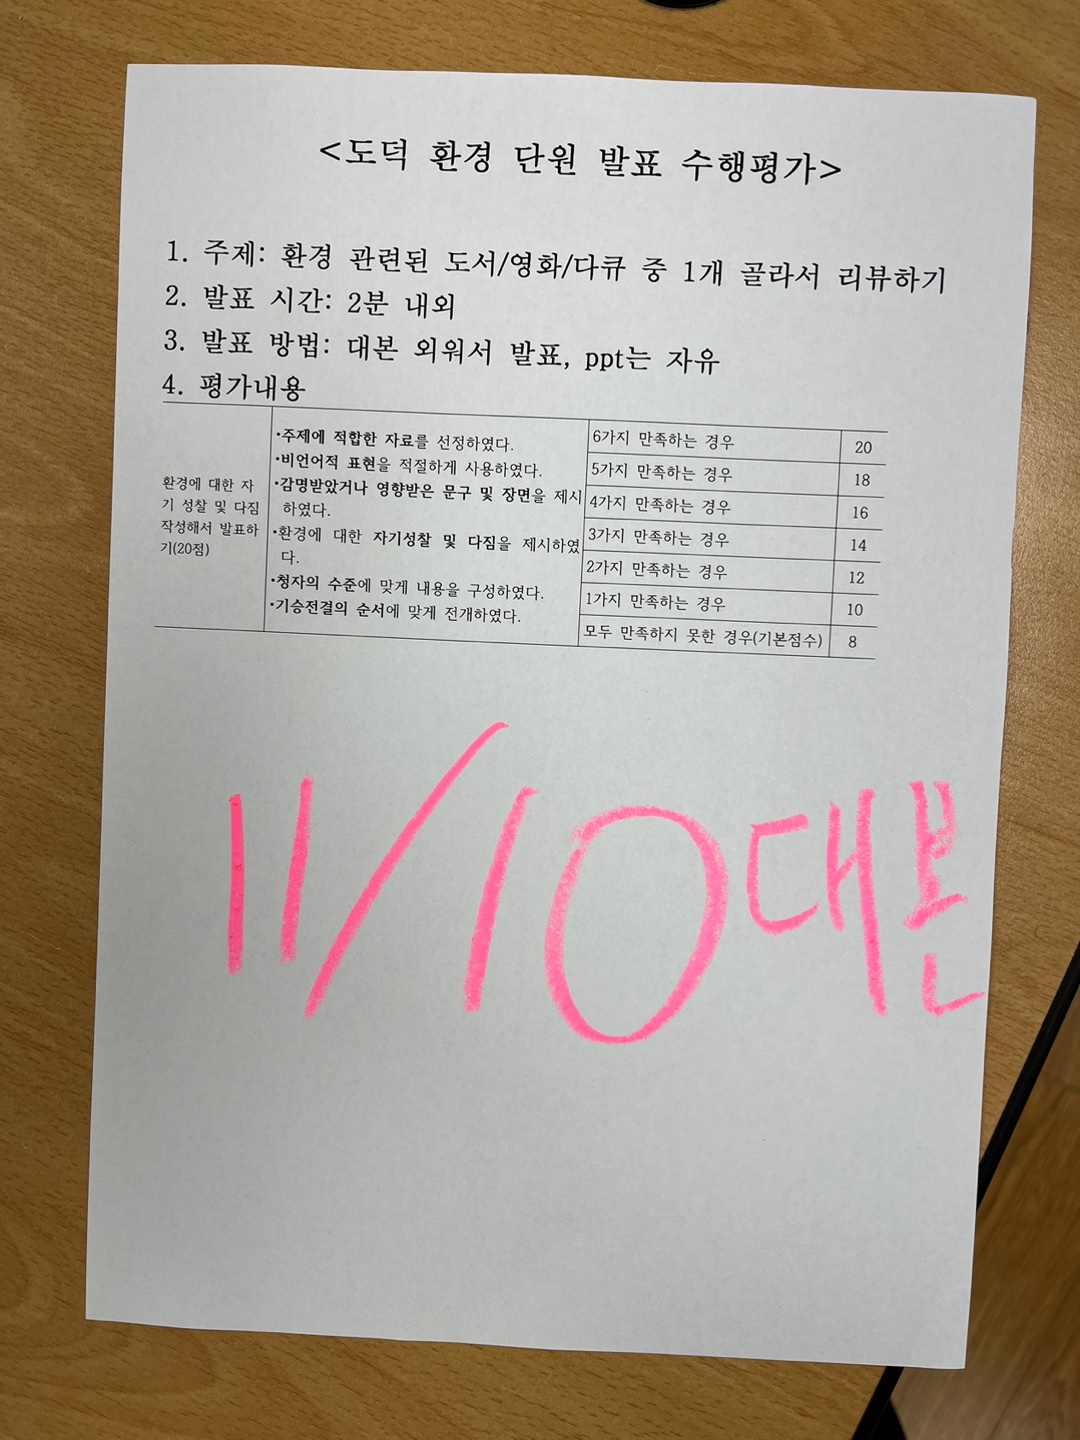 <도덕 환경 단원 발표 수행평가>
1. 주제: 환경 관련된 도서/영화/다큐 중 1개 골라서 리뷰하기
2. 발표 시간: 2분 내외
3. 발표 방법: 대본 외워서 발표, ppt는 자유
4. 평가내용
환경에 대한 자
기 성찰 및 다짐
작성해서 발표하
기(20점)
•주제에 적합한 자료를 선정하였다.
•비언어적 표현을 적절하게 사용하였다.
•감명받았거나 영향받은 문구 및 장면을 제시
하였다.
•환경에 대한 자기성찰 및 다짐을 제시하였
다.
•청자의 수준에 맞게 내용을 구성하였다.
•기승전결의 순서에 맞게 전개하였다.
6가지 만족하는 경우 20
5가지 만족하는 경우 18
4가지 만족하는 경우 16
3가지 만족하는 경우 14
2가지 만족하는 경우 12
1가지 만족하는 경우 10
모두 만족하지 못한 경우(기본점수) 8
11/10 대본